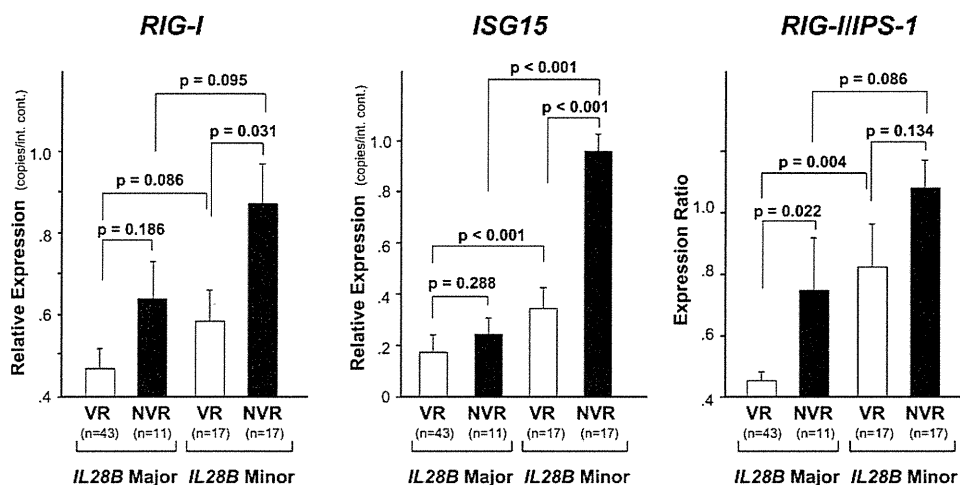 RIG-I
Relative Expression (copies/int. cont.)
1.0
.8
.6
.4
p = 0.095
p = 0.031
p = 0.086
p = 0.186
VR NVR VR NVR
(n=43) (n=11) (n=17) (n=17)
IL28B Major IL28B Minor
ISG15
Relative Expression (copies/int. cont.)
1.0
.8
.6
.4
.2
0
p < 0.001
p < 0.001
p < 0.001
p = 0.288
VR NVR VR NVR
(n=43) (n=11) (n=17) (n=17)
IL28B Major IL28B Minor
RIG-I/IPS-1
Expression Ratio
1.0
.8
.6
.4
p = 0.086
p = 0.134
p = 0.004
p = 0.022
VR NVR VR NVR
(n=43) (n=11) (n=17) (n=17)
IL28B Major IL28B Minor